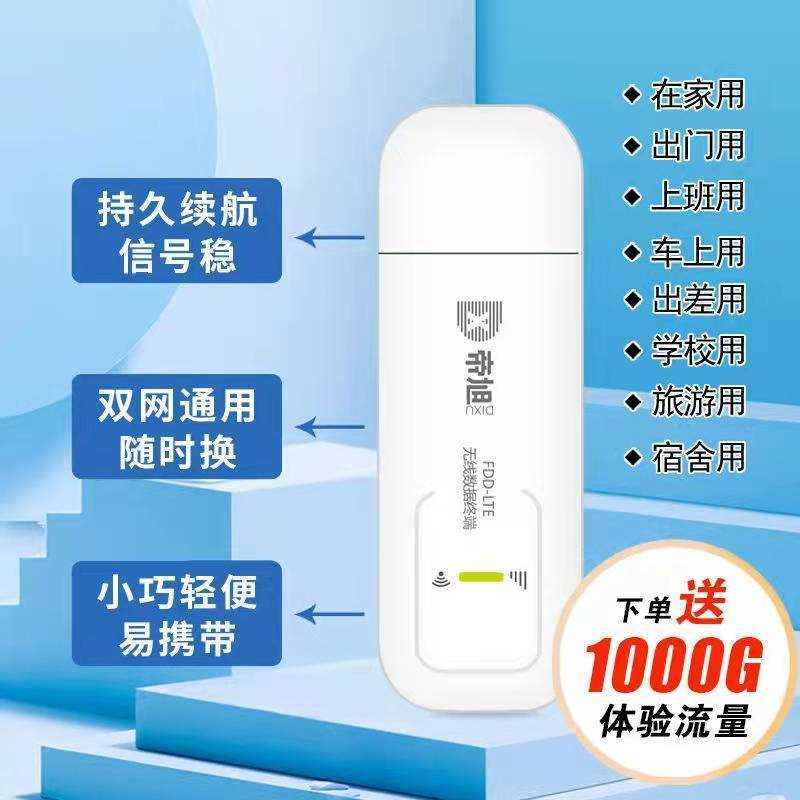 持久续航
信号稳
双网通用
随时换
小巧轻便
易携带
帝旭
DIXU
FDD-LTE
无线数据终端
◆ 在家用
◆ 出门用
◆ 上班用
◆ 车上用
◆ 出差用
◆ 学校用
◆ 旅游用
◆ 宿舍用
下单送
1000G
体验流量